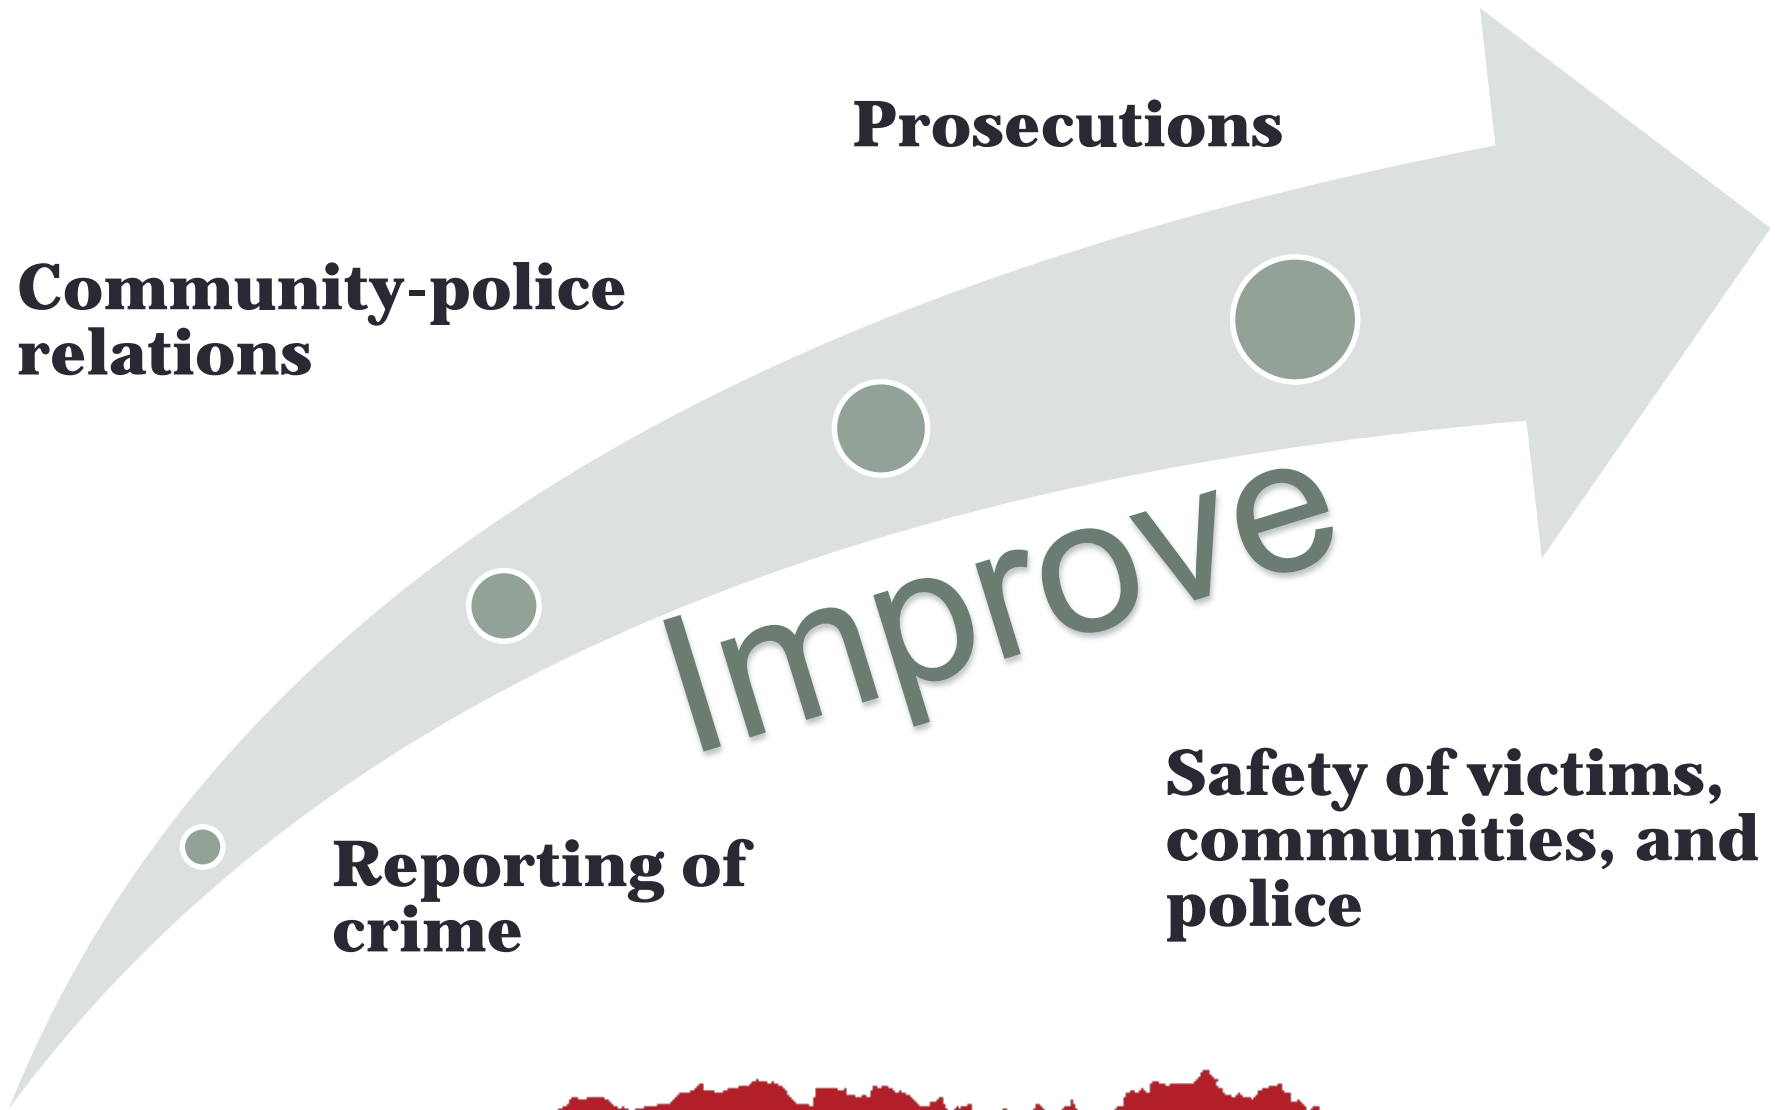 Prosecutions
Community-police
relations
Improve
Safety of victims,
communities, and
police
Reporting of
crime